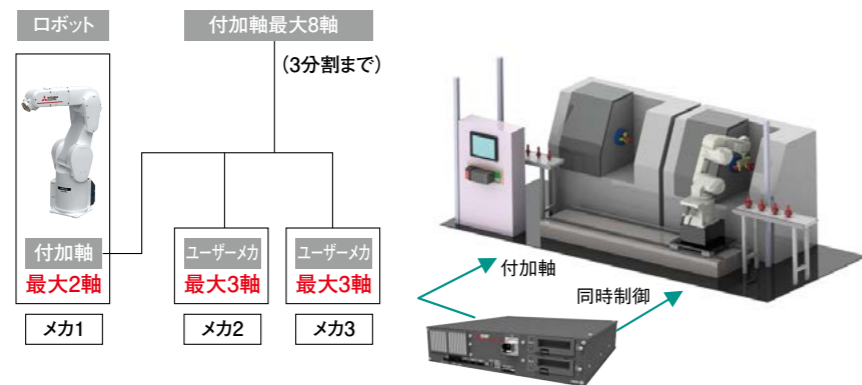 ロボット
付加軸最大8軸
(3分割まで)
付加軸
最大2軸
メカ1
ユーザーメカ
最大3軸
メカ2
ユーザーメカ
最大3軸
メカ3
付加軸
同時制御